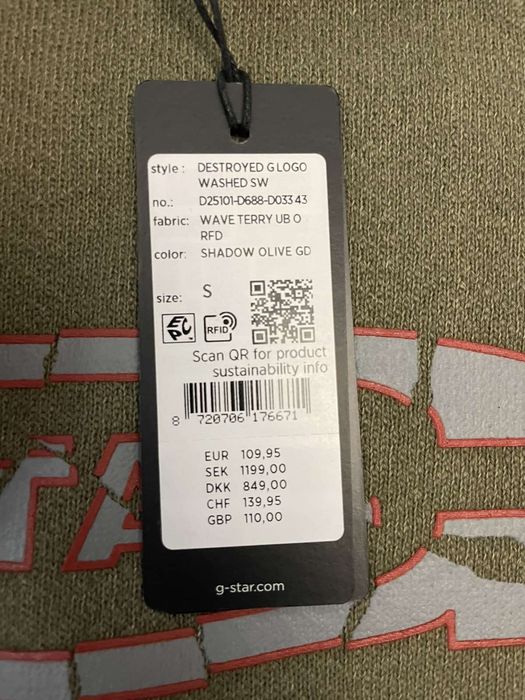 style : DESTROYED G LOGO
WASHED SW
no.: D25101-D688-D033 43
fabric: WAVE TERRY UB O
RFD
color: SHADOW OLIVE GD
size: S
EPC RFID
Scan QR for product
sustainability info
8 720706 176671
EUR 109,95
SEK 1199,00
DKK 849,00
CHF 139,95
GBP 110,00
g-star.com
TA